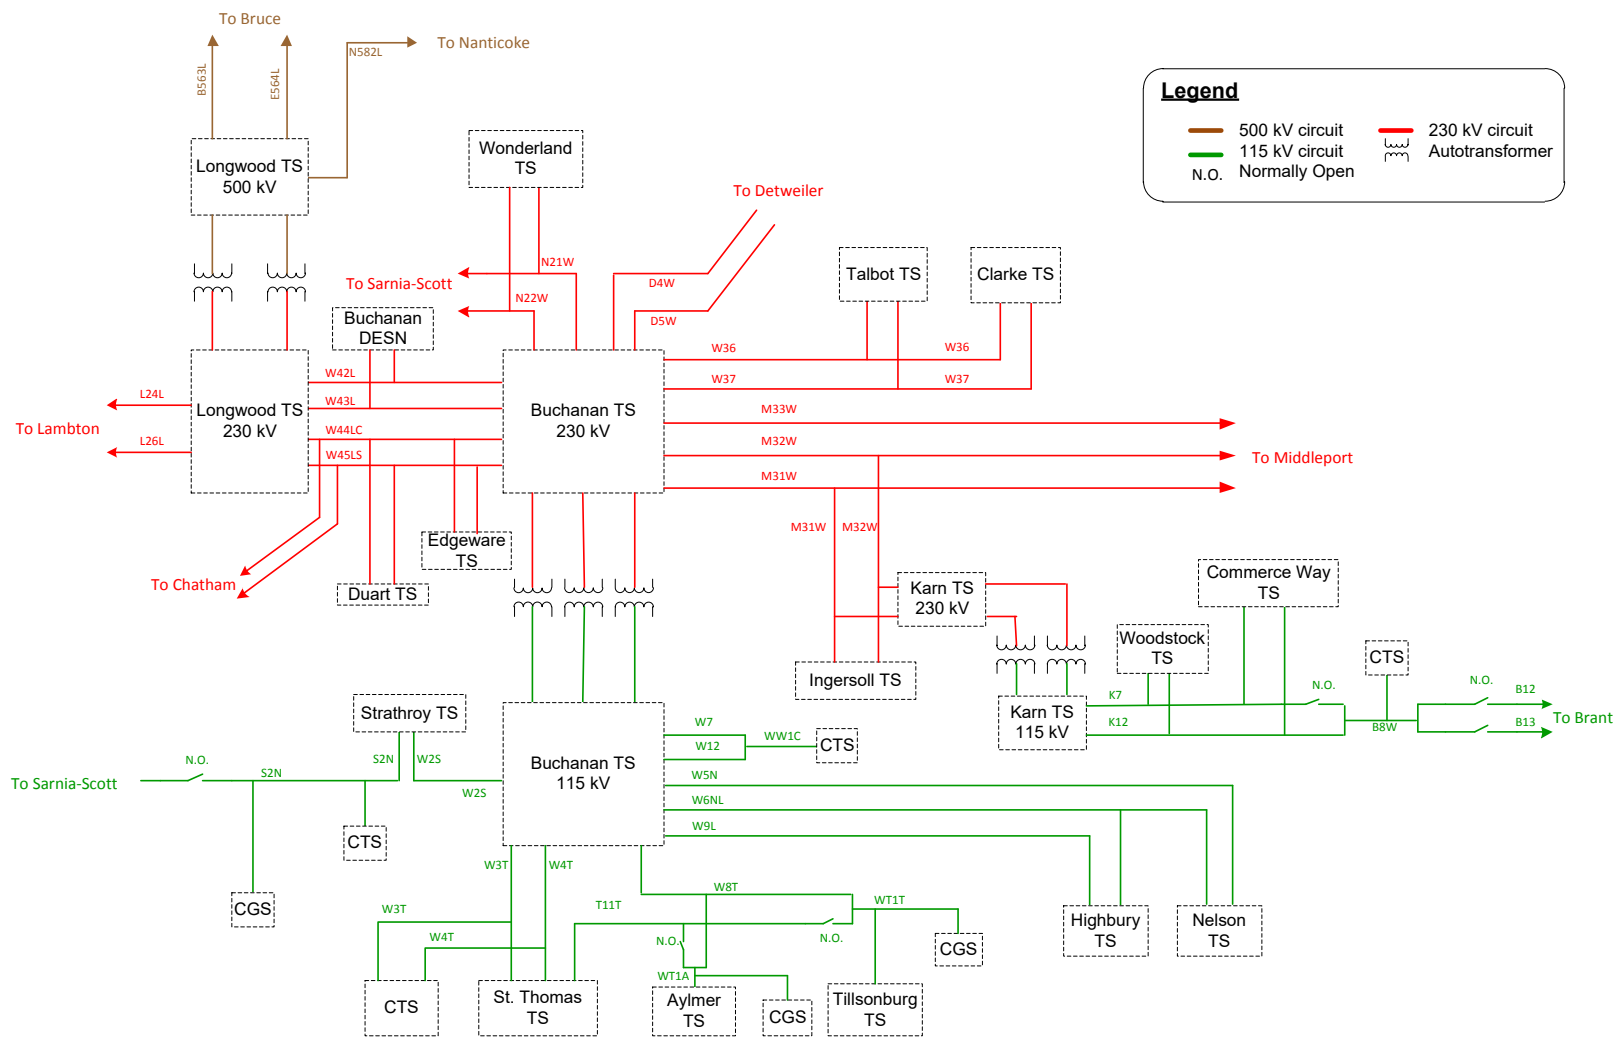 To Bruce
To Nanticoke
N582L
B563L
E564L
Legend
500 kV circuit
230 kV circuit
115 kV circuit
Autotransformer
N.O.
Normally Open
Longwood TS
500 kV
Wonderland
TS
To Detweiler
N21W
To Sarnia-Scott
N22W
D4W
D5W
Talbot TS
Clarke TS
Buchanan
DESN
W36
W36
W37
W37
W42L
W43L
W44LC
W45LS
L24L
L26L
To Lambton
Longwood TS
230 kV
Buchanan TS
230 kV
M33W
M32W
M31W
To Middleport
M31W
M32W
Edgeware
TS
To Chatham
Duart TS
Karn TS
230 kV
Commerce Way
TS
Woodstock
TS
CTS
Ingersoll TS
K7
K12
N.O.
N.O.
B12
B13
B8W
To Brant
Karn TS
115 kV
Strathroy TS
S2N
W2S
N.O.
To Sarnia-Scott
S2N
W2S
Buchanan TS
115 kV
W7
W12
WW1C
CTS
W5N
W6NL
W9L
CTS
CGS
W3T
W4T
W3T
W4T
W8T
T11T
WT1T
N.O.
N.O.
WT1A
CTS
St. Thomas
TS
Aylmer
TS
CGS
Tillsonburg
TS
CGS
Highbury
TS
Nelson
TS